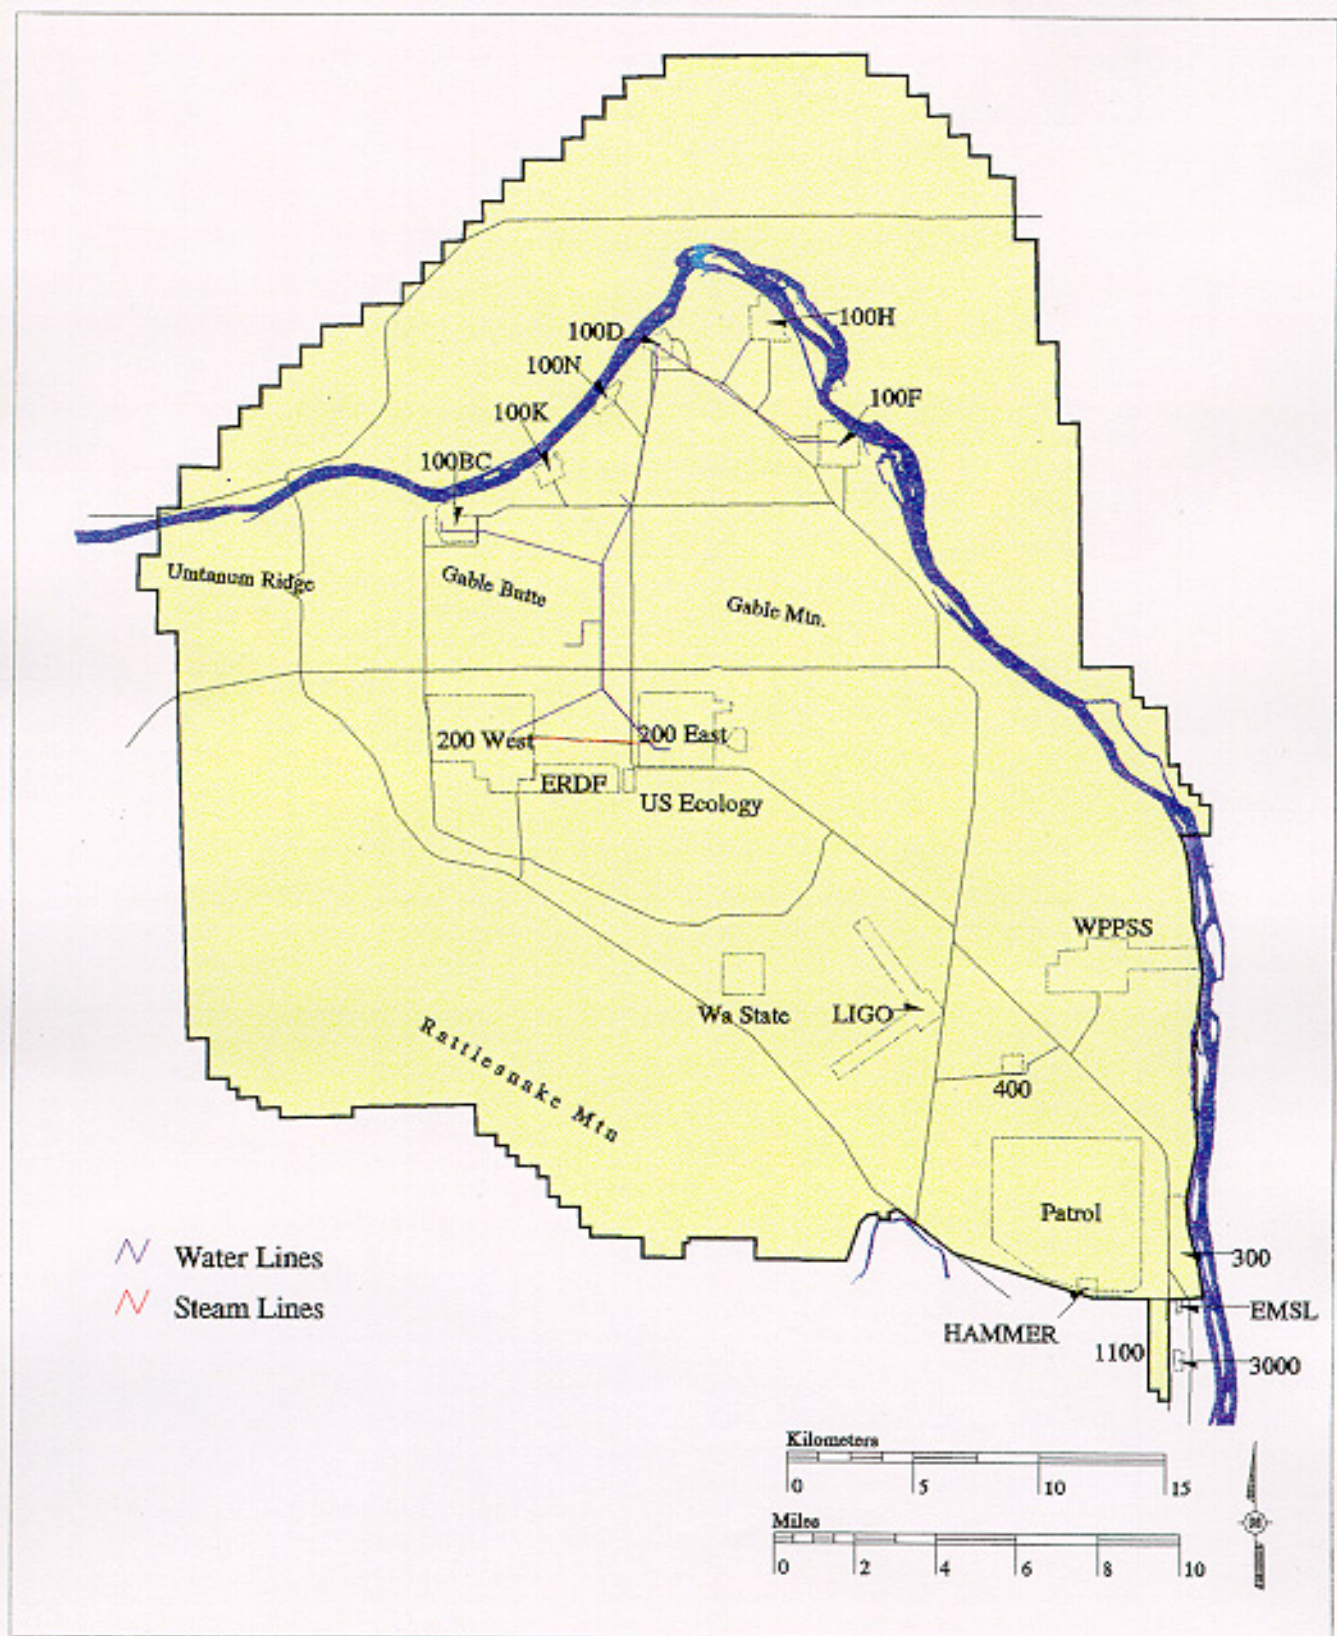 100H
100D
100N
100F
100K
100BC
Umtanum Ridge
Gable Butte
Gable Mtn.
200 West
200 East
ERDF
US Ecology
WPPSS
Wa State
LIGO
Rattlesnake Mtn
400
Patrol
Water Lines
300
Steam Lines
EMSL
HAMMER
1100
3000
Kilometers
0 5 10 15
Miles
0 2 4 6 8 10